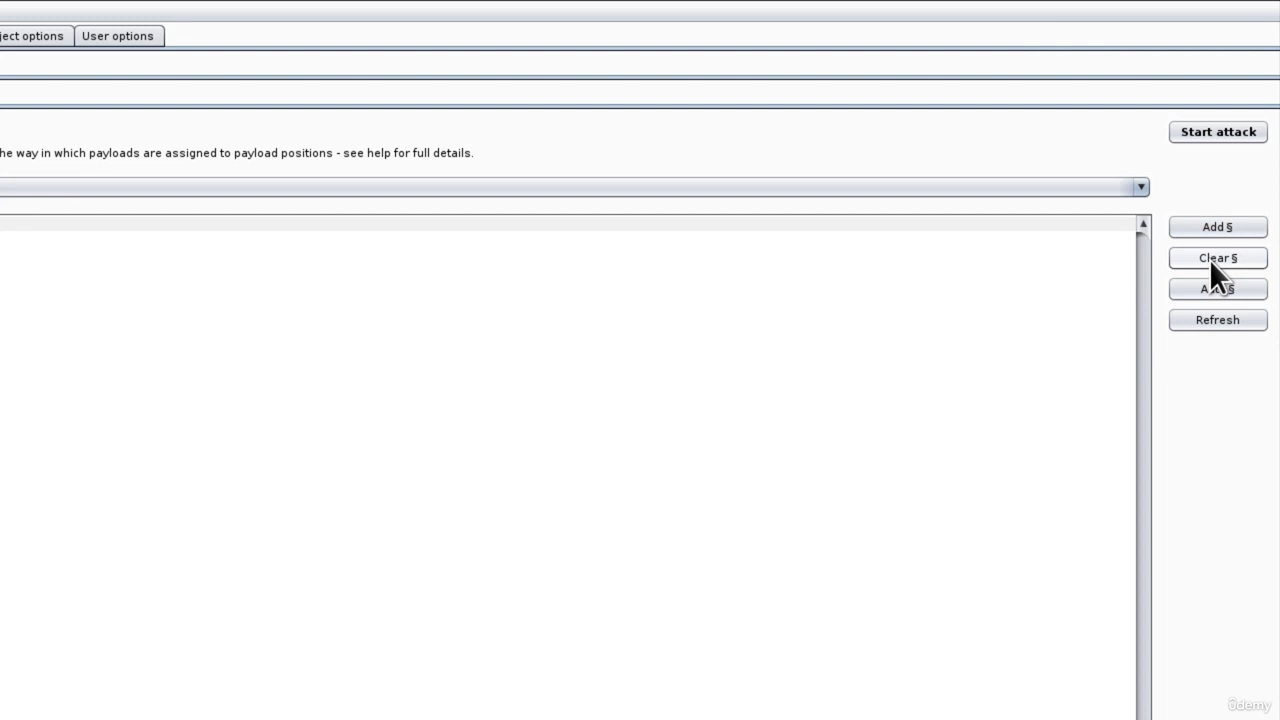 ject options User options
Start attack
he way in which payloads are assigned to payload positions - see help for full details.
Add §
Clear §
Refresh
ûdemy